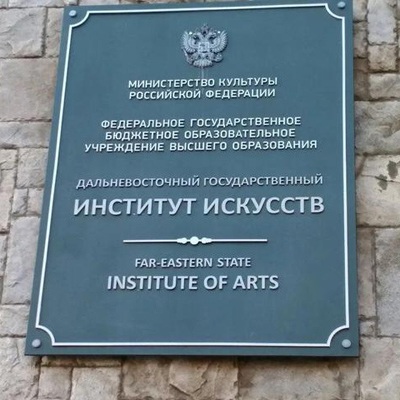 МИНИСТЕРСТВО КУЛЬТУРЫ
РОССИЙСКОЙ ФЕДЕРАЦИИ
ФЕДЕРАЛЬНОЕ ГОСУДАРСТВЕННОЕ
БЮДЖЕТНОЕ ОБРАЗОВАТЕЛЬНОЕ
УЧРЕЖДЕНИЕ ВЫСШЕГО ОБРАЗОВАНИЯ
ДАЛЬНЕВОСТОЧНЫЙ ГОСУДАРСТВЕННЫЙ
ИНСТИТУТ ИСКУССТВ
FAR-EASTERN STATE
INSTITUTE OF ARTS